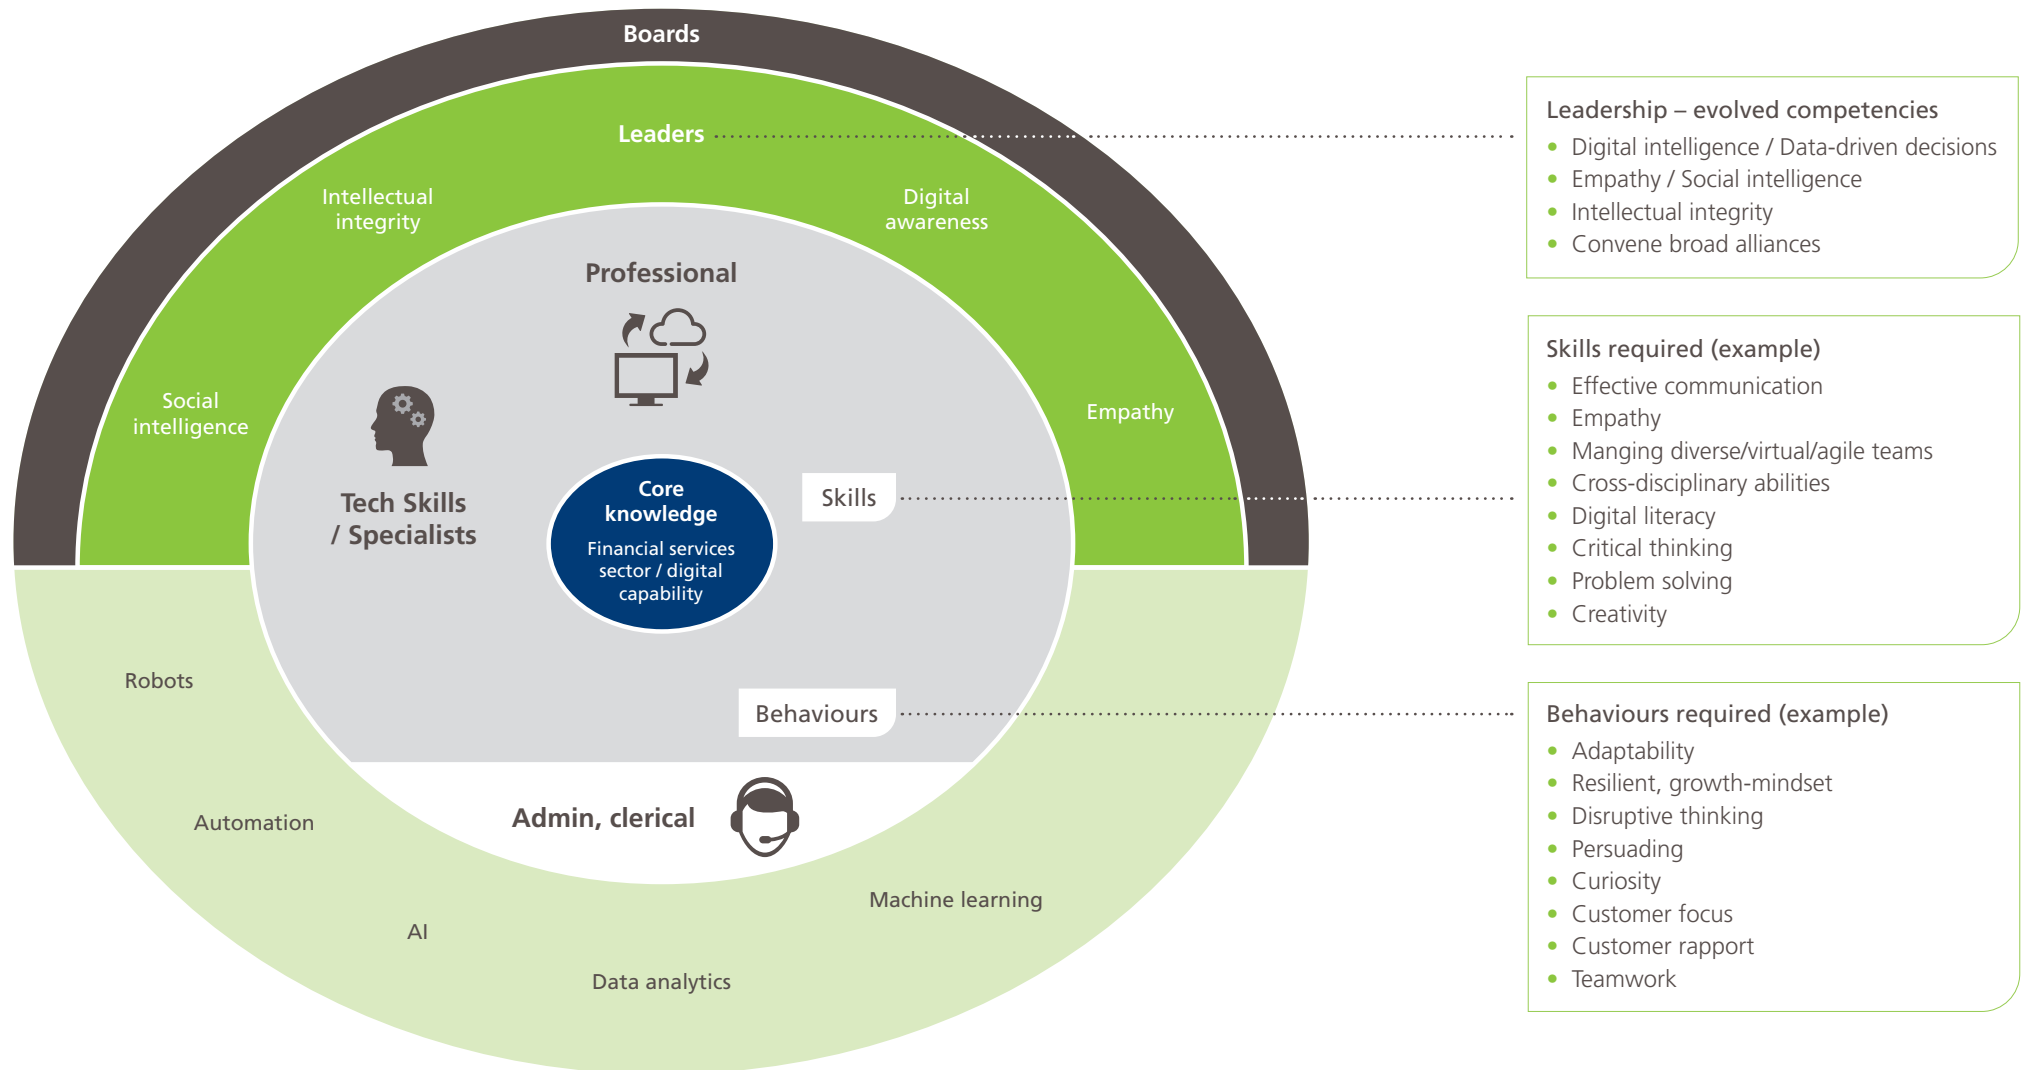 Boards
Leaders
Intellectual
integrity
Digital
awareness
Social
intelligence
Empathy
Professional
Tech Skills
/ Specialists
Core
knowledge
Financial services
sector / digital
capability
Skills
Behaviours
Admin, clerical
Robots
Automation
AI
Data analytics
Machine learning
Leadership – evolved competencies
• Digital intelligence / Data-driven decisions
• Empathy / Social intelligence
• Intellectual integrity
• Convene broad alliances
Skills required (example)
• Effective communication
• Empathy
• Manging diverse/virtual/agile teams
• Cross-disciplinary abilities
• Digital literacy
• Critical thinking
• Problem solving
• Creativity
Behaviours required (example)
• Adaptability
• Resilient, growth-mindset
• Disruptive thinking
• Persuading
• Curiosity
• Customer focus
• Customer rapport
• Teamwork